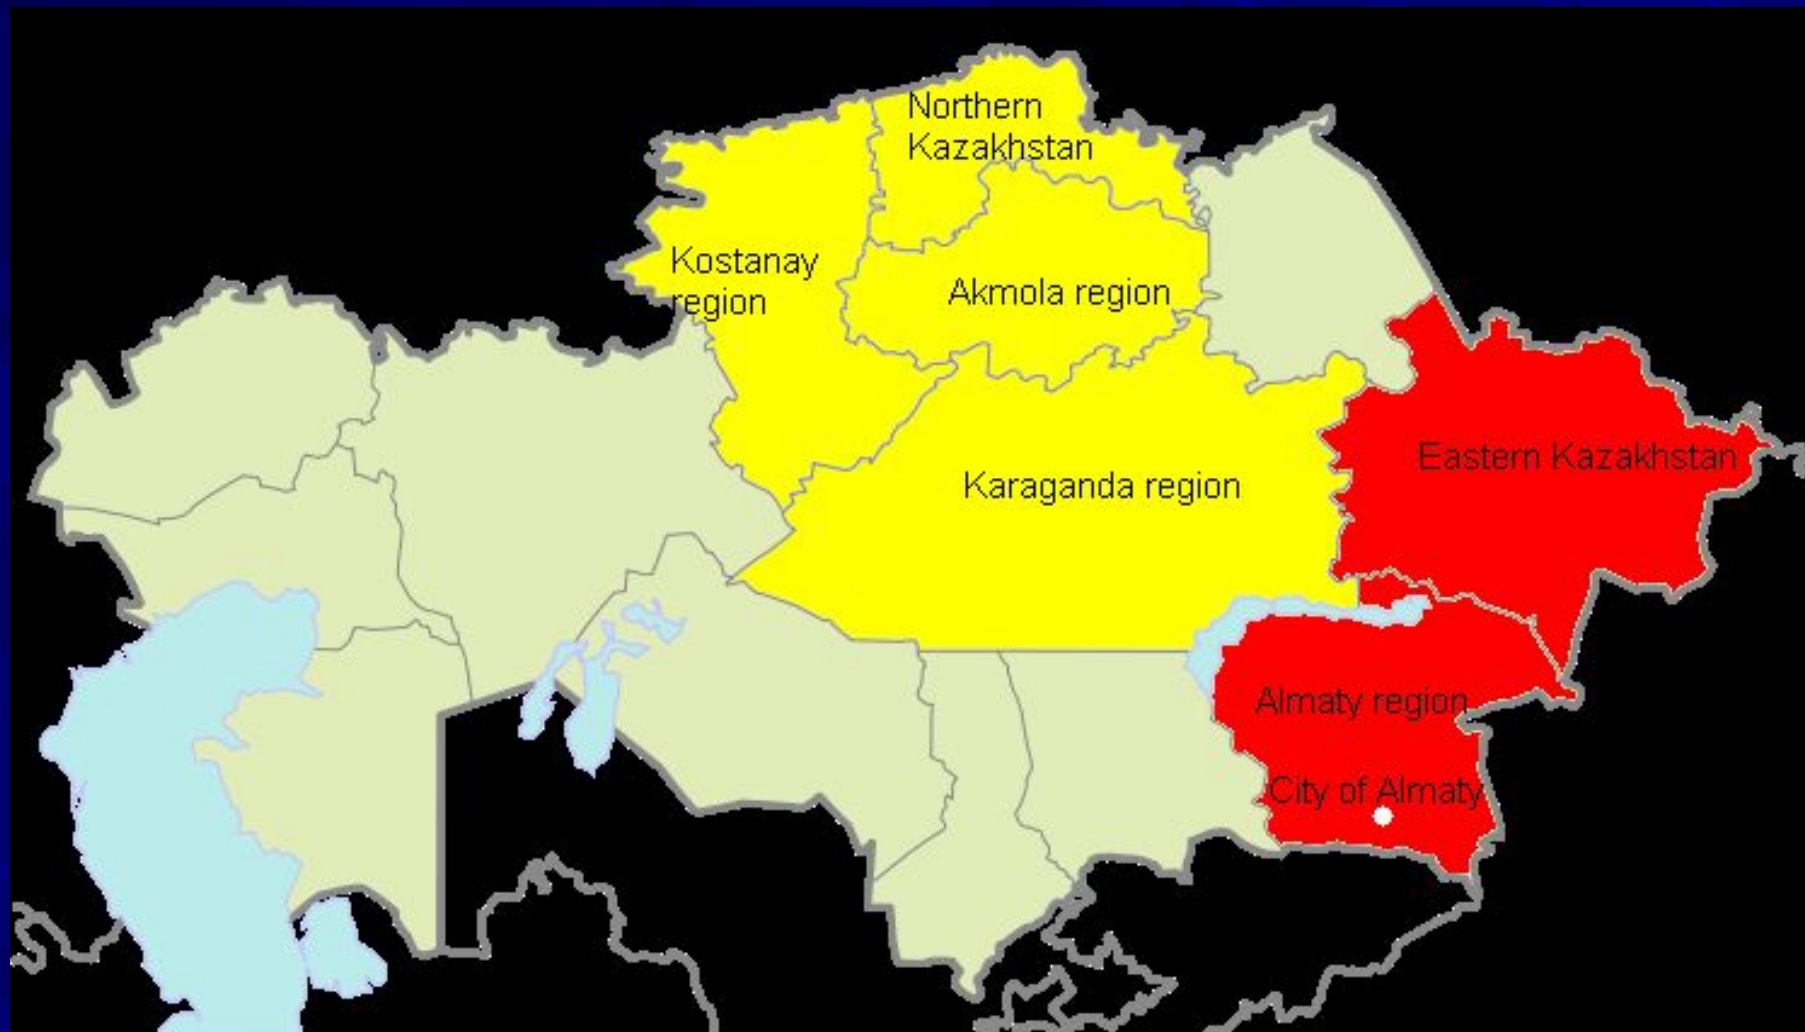 Northern
Kazakhstan
Kostanay
region
Akmola region
Eastern Kazakhstan
Karaganda region
Almaty region
City of Almaty